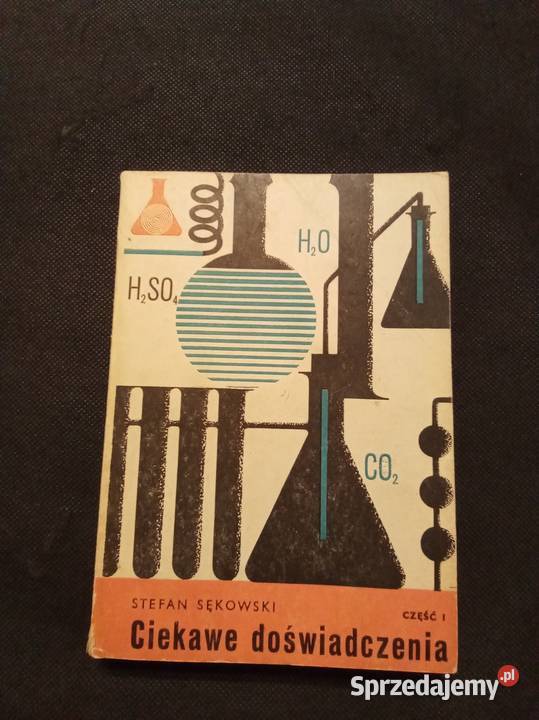 H₂O
H₂SO₄
CO₂
STEFAN SĘKOWSKI
CZĘŚĆ I
Ciekawe doświadczenia
Sprzedajemy.pl